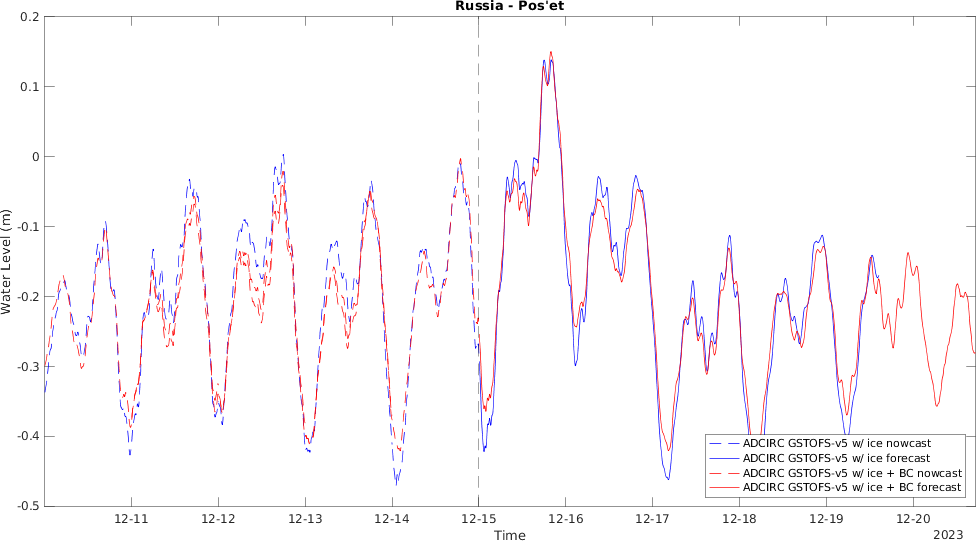 Russia - Pos'et
Water Level (m)
0.2
0.1
0
-0.1
-0.2
-0.3
-0.4
-0.5
ADCIRC GSTOFS-v5 w/ ice nowcast
ADCIRC GSTOFS-v5 w/ ice forecast
ADCIRC GSTOFS-v5 w/ ice + BC nowcast
ADCIRC GSTOFS-v5 w/ ice + BC forecast
12-11 12-12 12-13 12-14 12-15 12-16 12-17 12-18 12-19 12-20
Time
2023